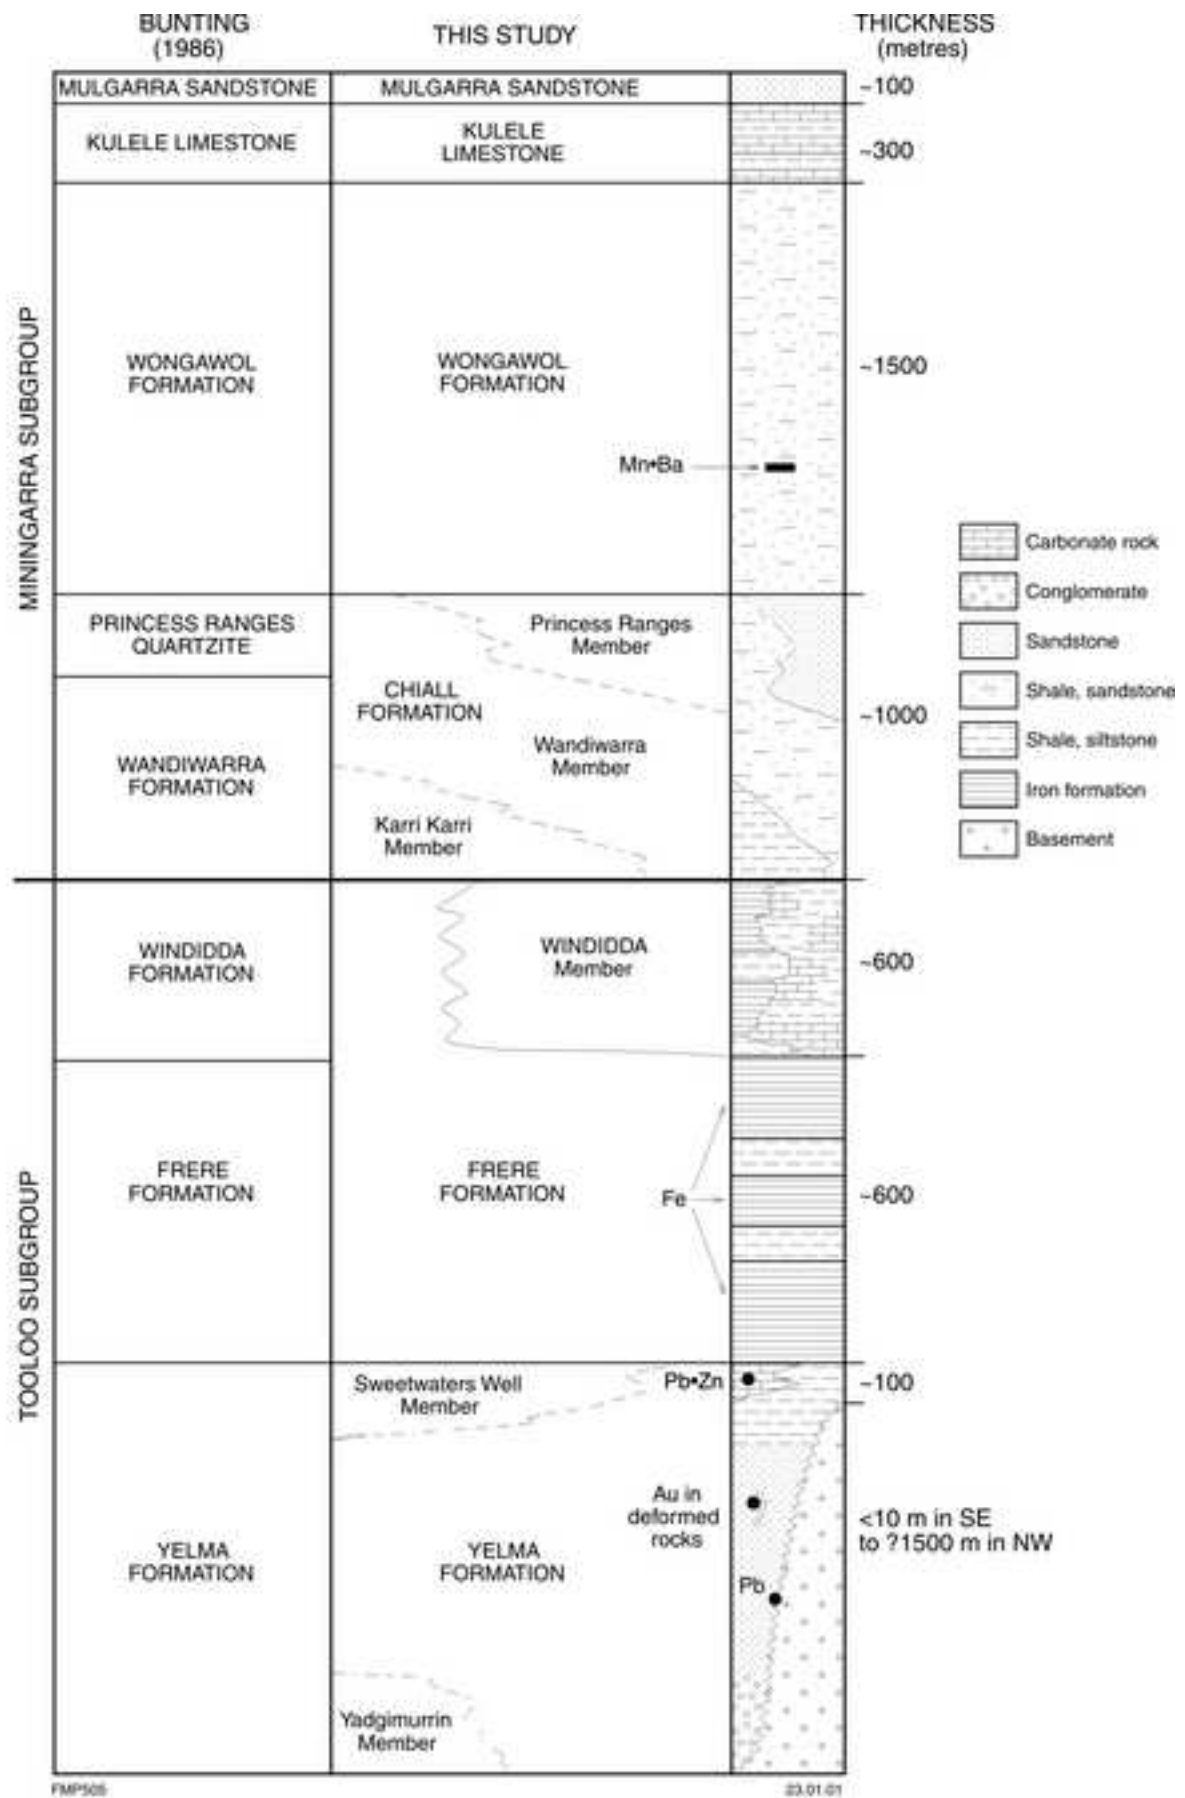 BUNTING
(1986)
THIS STUDY
THICKNESS
(metres)
MULGARRA SANDSTONE
MULGARRA SANDSTONE
~100
KULELE LIMESTONE
KULELE
LIMESTONE
~300
MININGARRA SUBGROUP
WONGAWOL
FORMATION
WONGAWOL
FORMATION
~1500
Mn•Ba
PRINCESS RANGES
QUARTZITE
Princess Ranges
Member
CHIALL
FORMATION
~1000
WANDIWARRA
FORMATION
Wandiwarra
Member
Karri Karri
Member
Carbonate rock
Conglomerate
Sandstone
Shale, sandstone
Shale, siltstone
Iron formation
Basement
TOOLOO SUBGROUP
WINDIDDA
FORMATION
WINDIDDA
Member
~600
FRERE
FORMATION
FRERE
FORMATION
Fe
~600
Sweetwaters Well
Member
Pb•Zn
~100
YELMA
FORMATION
YELMA
FORMATION
Au in
deformed
rocks
Pb
<10 m in SE
to ?1500 m in NW
Yadgimurrin
Member
FMP505
23.01.01